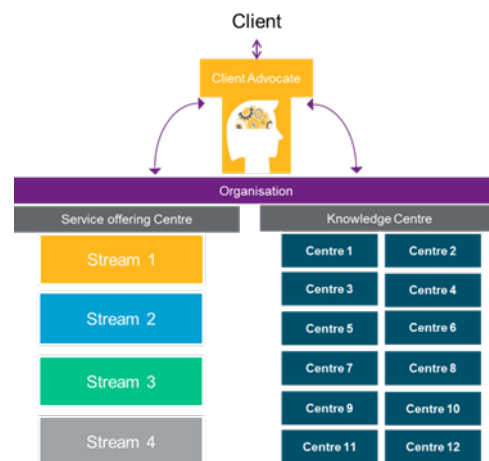 Client
Client Advocate
Organisation
Service offering Centre
Knowledge Centre
Stream 1
Stream 2
Stream 3
Stream 4
Centre 1
Centre 2
Centre 3
Centre 4
Centre 5
Centre 6
Centre 7
Centre 8
Centre 9
Centre 10
Centre 11
Centre 12